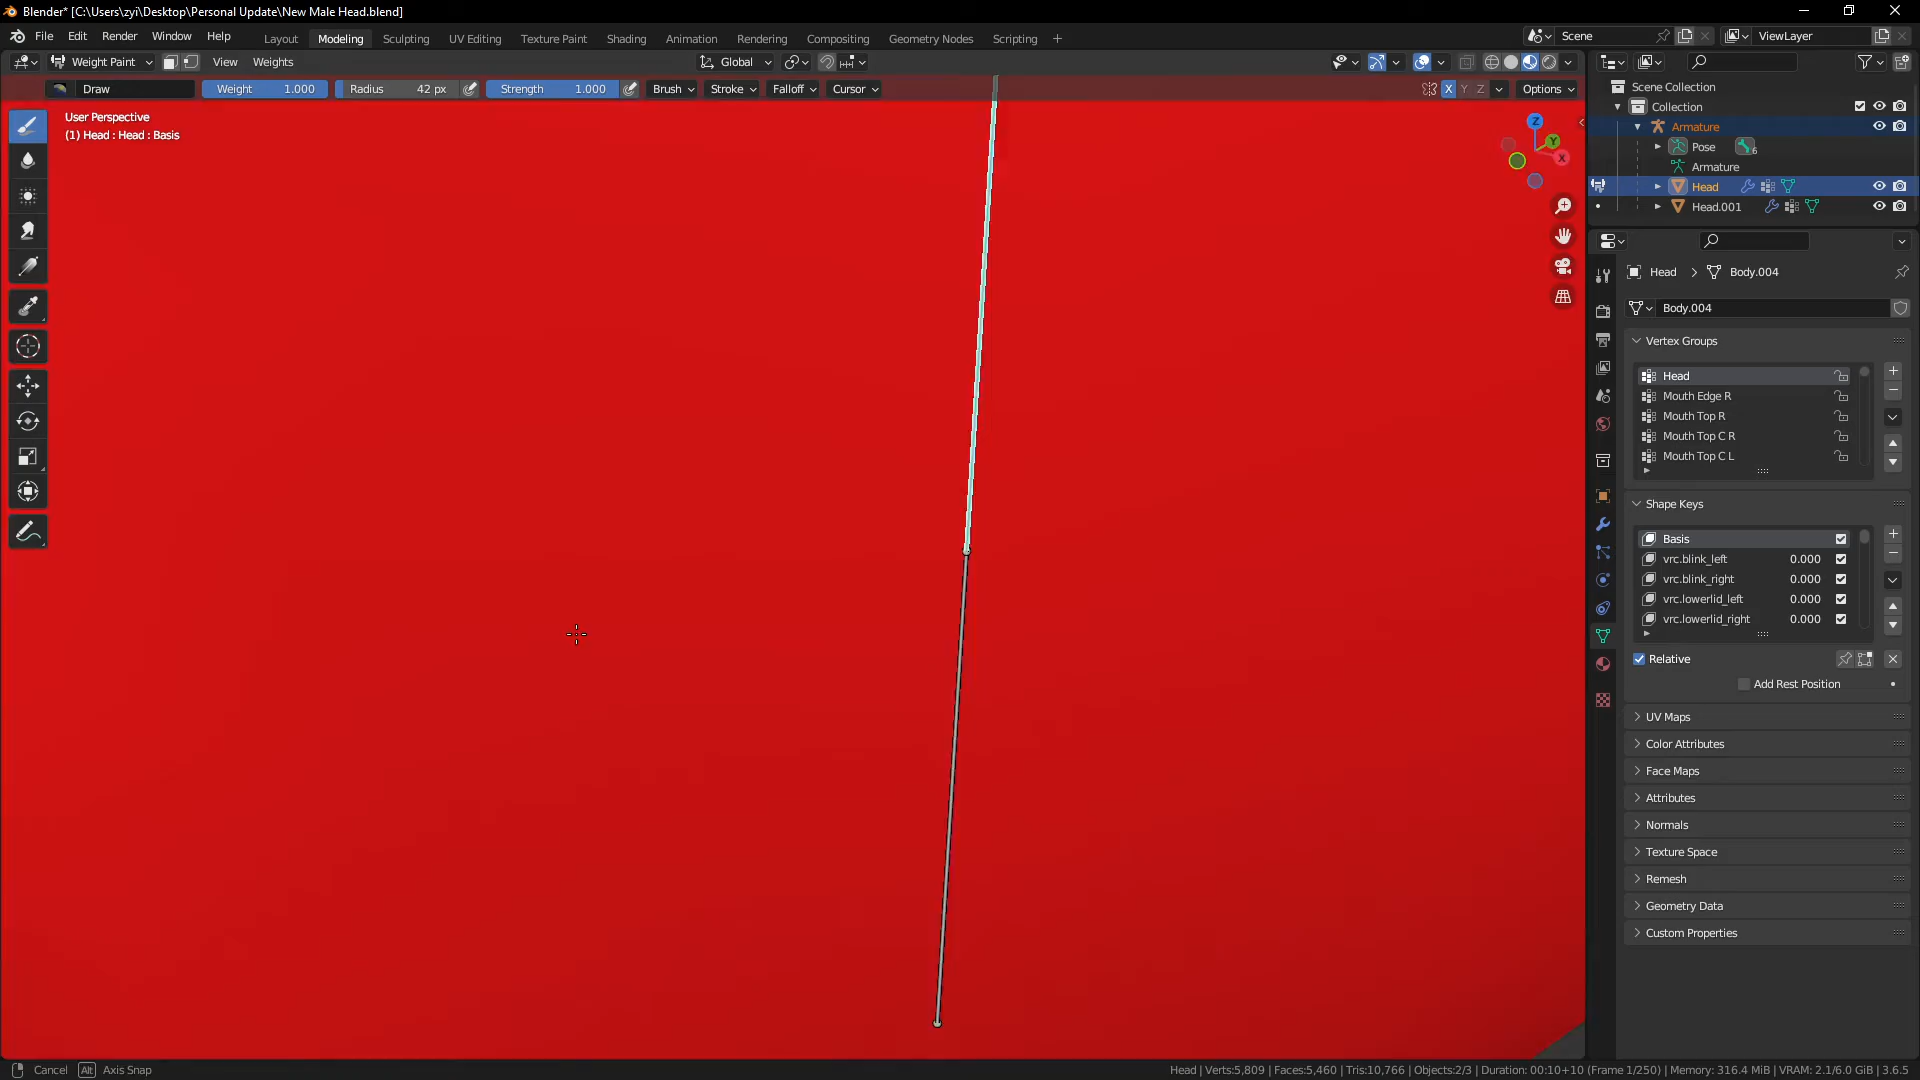 Blender* [C:\Users\zyi\Desktop\Personal Update\New Male Head.blend]
File Edit Render Window Help Layout Modeling Sculpting UV Editing Texture Paint Shading Animation Rendering Compositing Geometry Nodes Scripting Scene ViewLayer
Weight Paint View Weights Global
Draw Weight 1.000 Radius 42 px Strength 1.000 Brush Stroke Falloff Cursor X Y Z Options
User Perspective
(1) Head : Head : Basis
Z
Y
X
Scene Collection
Collection
Armature
Pose 6
Armature
Head
Head.001
Head Body.004
Body.004
Vertex Groups
Head
Mouth Edge R
Mouth Top R
Mouth Top C R
Mouth Top C L
Shape Keys
Basis
vrc.blink_left 0.000
vrc.blink_right 0.000
vrc.lowerlid_left 0.000
vrc.lowerlid_right 0.000
Relative
Add Rest Position
UV Maps
Color Attributes
Face Maps
Attributes
Normals
Texture Space
Remesh
Geometry Data
Custom Properties
Cancel Alt Axis Snap Head | Verts:5,809 | Faces:5,460 | Tris:10,766 | Objects:2/3 | Duration: 00:10+10 (Frame 1/250) | Memory: 316.4 MiB | VRAM: 2.1/6.0 GiB | 3.6.5